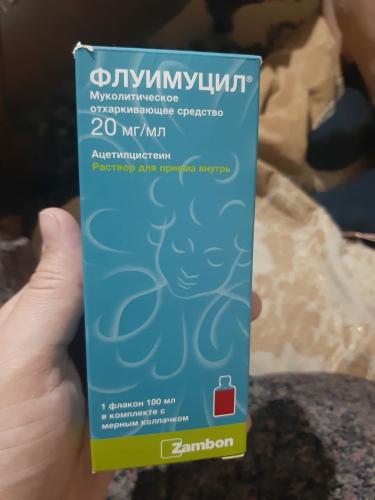 ФЛУИМУЦИЛ®
Муколитическое
отхаркивающее средство
20 мг/мл
Ацетилцистеин
Раствор для приема внутрь
1 флакон 100 мл
в комплекте с
мерным колпачком
Zambon